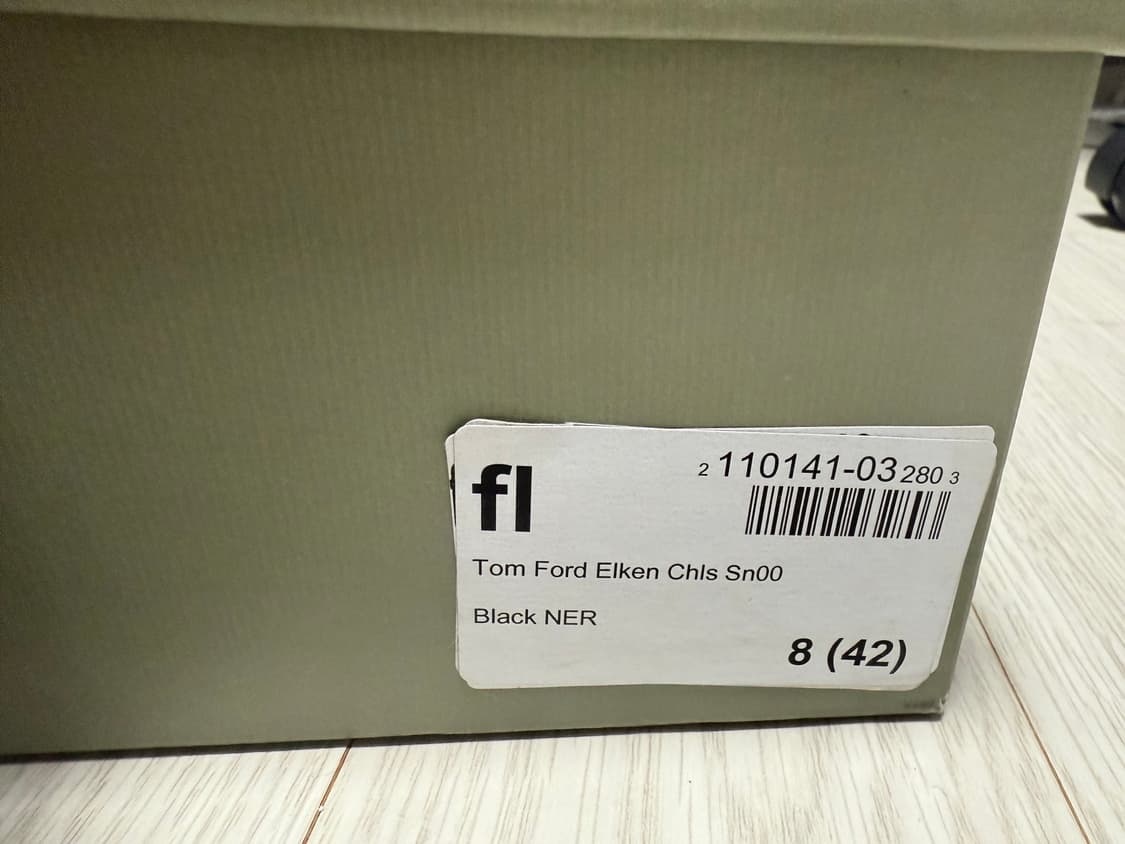 fl
2 110141-03 280 3
Tom Ford Elken Chls Sn00
Black NER
8 (42)